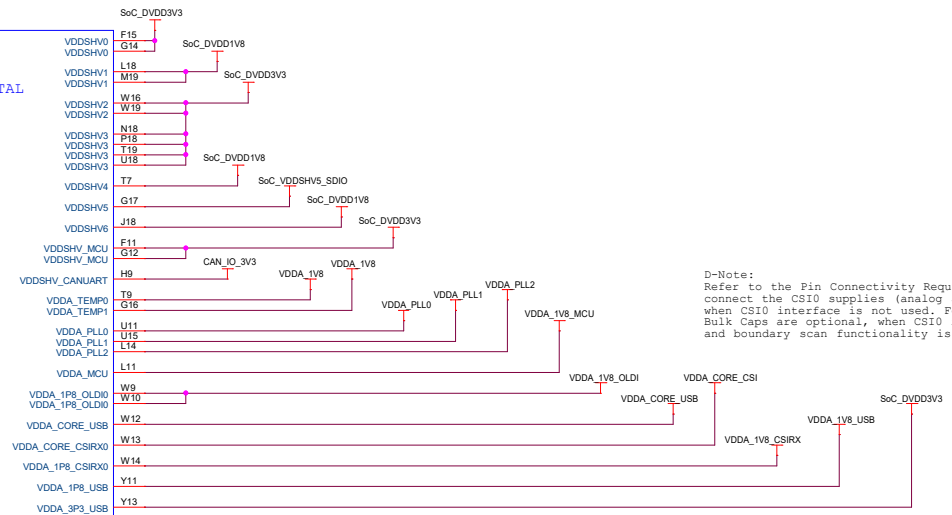 SoC_DVDD3V3
VDDSHV0 F15
VDDSHV0 G14
SoC_DVDD1V8
VDDSHV1 L18
VDDSHV1 M19
SoC_DVDD3V3
TAL
VDDSHV2 W16
VDDSHV2 W19
VDDSHV3 N18
VDDSHV3 P18
VDDSHV3 T19
VDDSHV3 U18
SoC_DVDD1V8
VDDSHV4 T7
SoC_VDDSHV5_SDIO
VDDSHV5 G17
SoC_DVDD1V8
VDDSHV6 J18
SoC_DVDD3V3
VDDSHV_MCU F11
VDDSHV_MCU G12
CAN_IO_3V3
VDDSHV_CANUART H9
VDDA_1V8
VDDA_1V8
VDDA_TEMP0 T9
VDDA_TEMP1 G16
VDDA_PLL0
VDDA_PLL1
VDDA_PLL2
VDDA_PLL0 U11
VDDA_PLL1 U15
VDDA_PLL2 L14
VDDA_1V8_MCU
VDDA_MCU L11
D-Note:
Refer to the Pin Connectivity Requ
connect the CSI0 supplies (analog
when CSI0 interface is not used. F
Bulk Caps are optional, when CSI0
and boundary scan functionality is
VDDA_1V8_OLDI
VDDA_1P8_OLDI0 W9
VDDA_1P8_OLDI0 W10
VDDA_CORE_USB
VDDA_CORE_USB W12
VDDA_CORE_CSI
VDDA_CORE_CSIRX0 W13
VDDA_1V8_CSIRX
VDDA_1P8_CSIRX0 W14
VDDA_1V8_USB
VDDA_1P8_USB Y11
SoC_DVDD3V3
VDDA_3P3_USB Y13